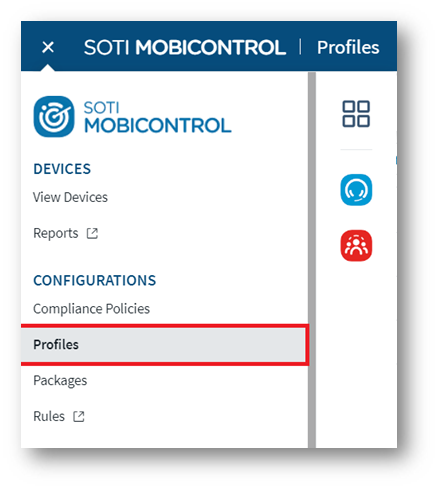 SOTI MOBICONTROL | Profiles
SOTI
MOBICONTROL
DEVICES
View Devices
Reports
CONFIGURATIONS
Compliance Policies
Profiles
Packages
Rules